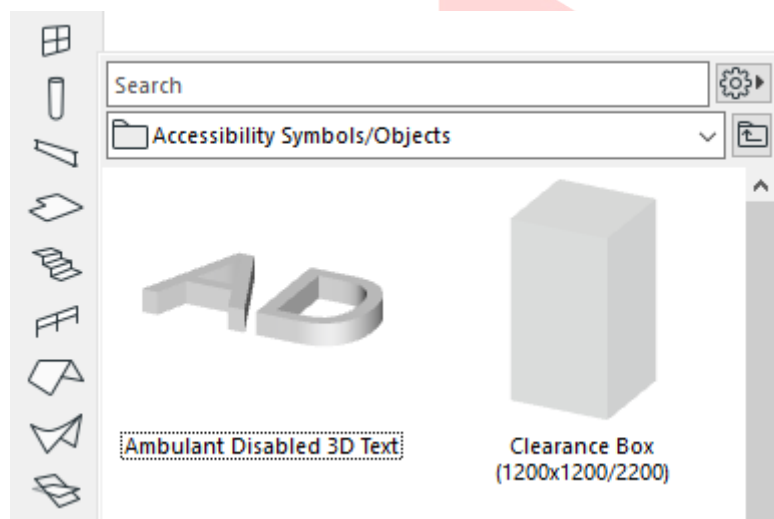 Search
Accessibility Symbols/Objects
AD
Ambulant Disabled 3D Text
Clearance Box
(1200x1200/2200)